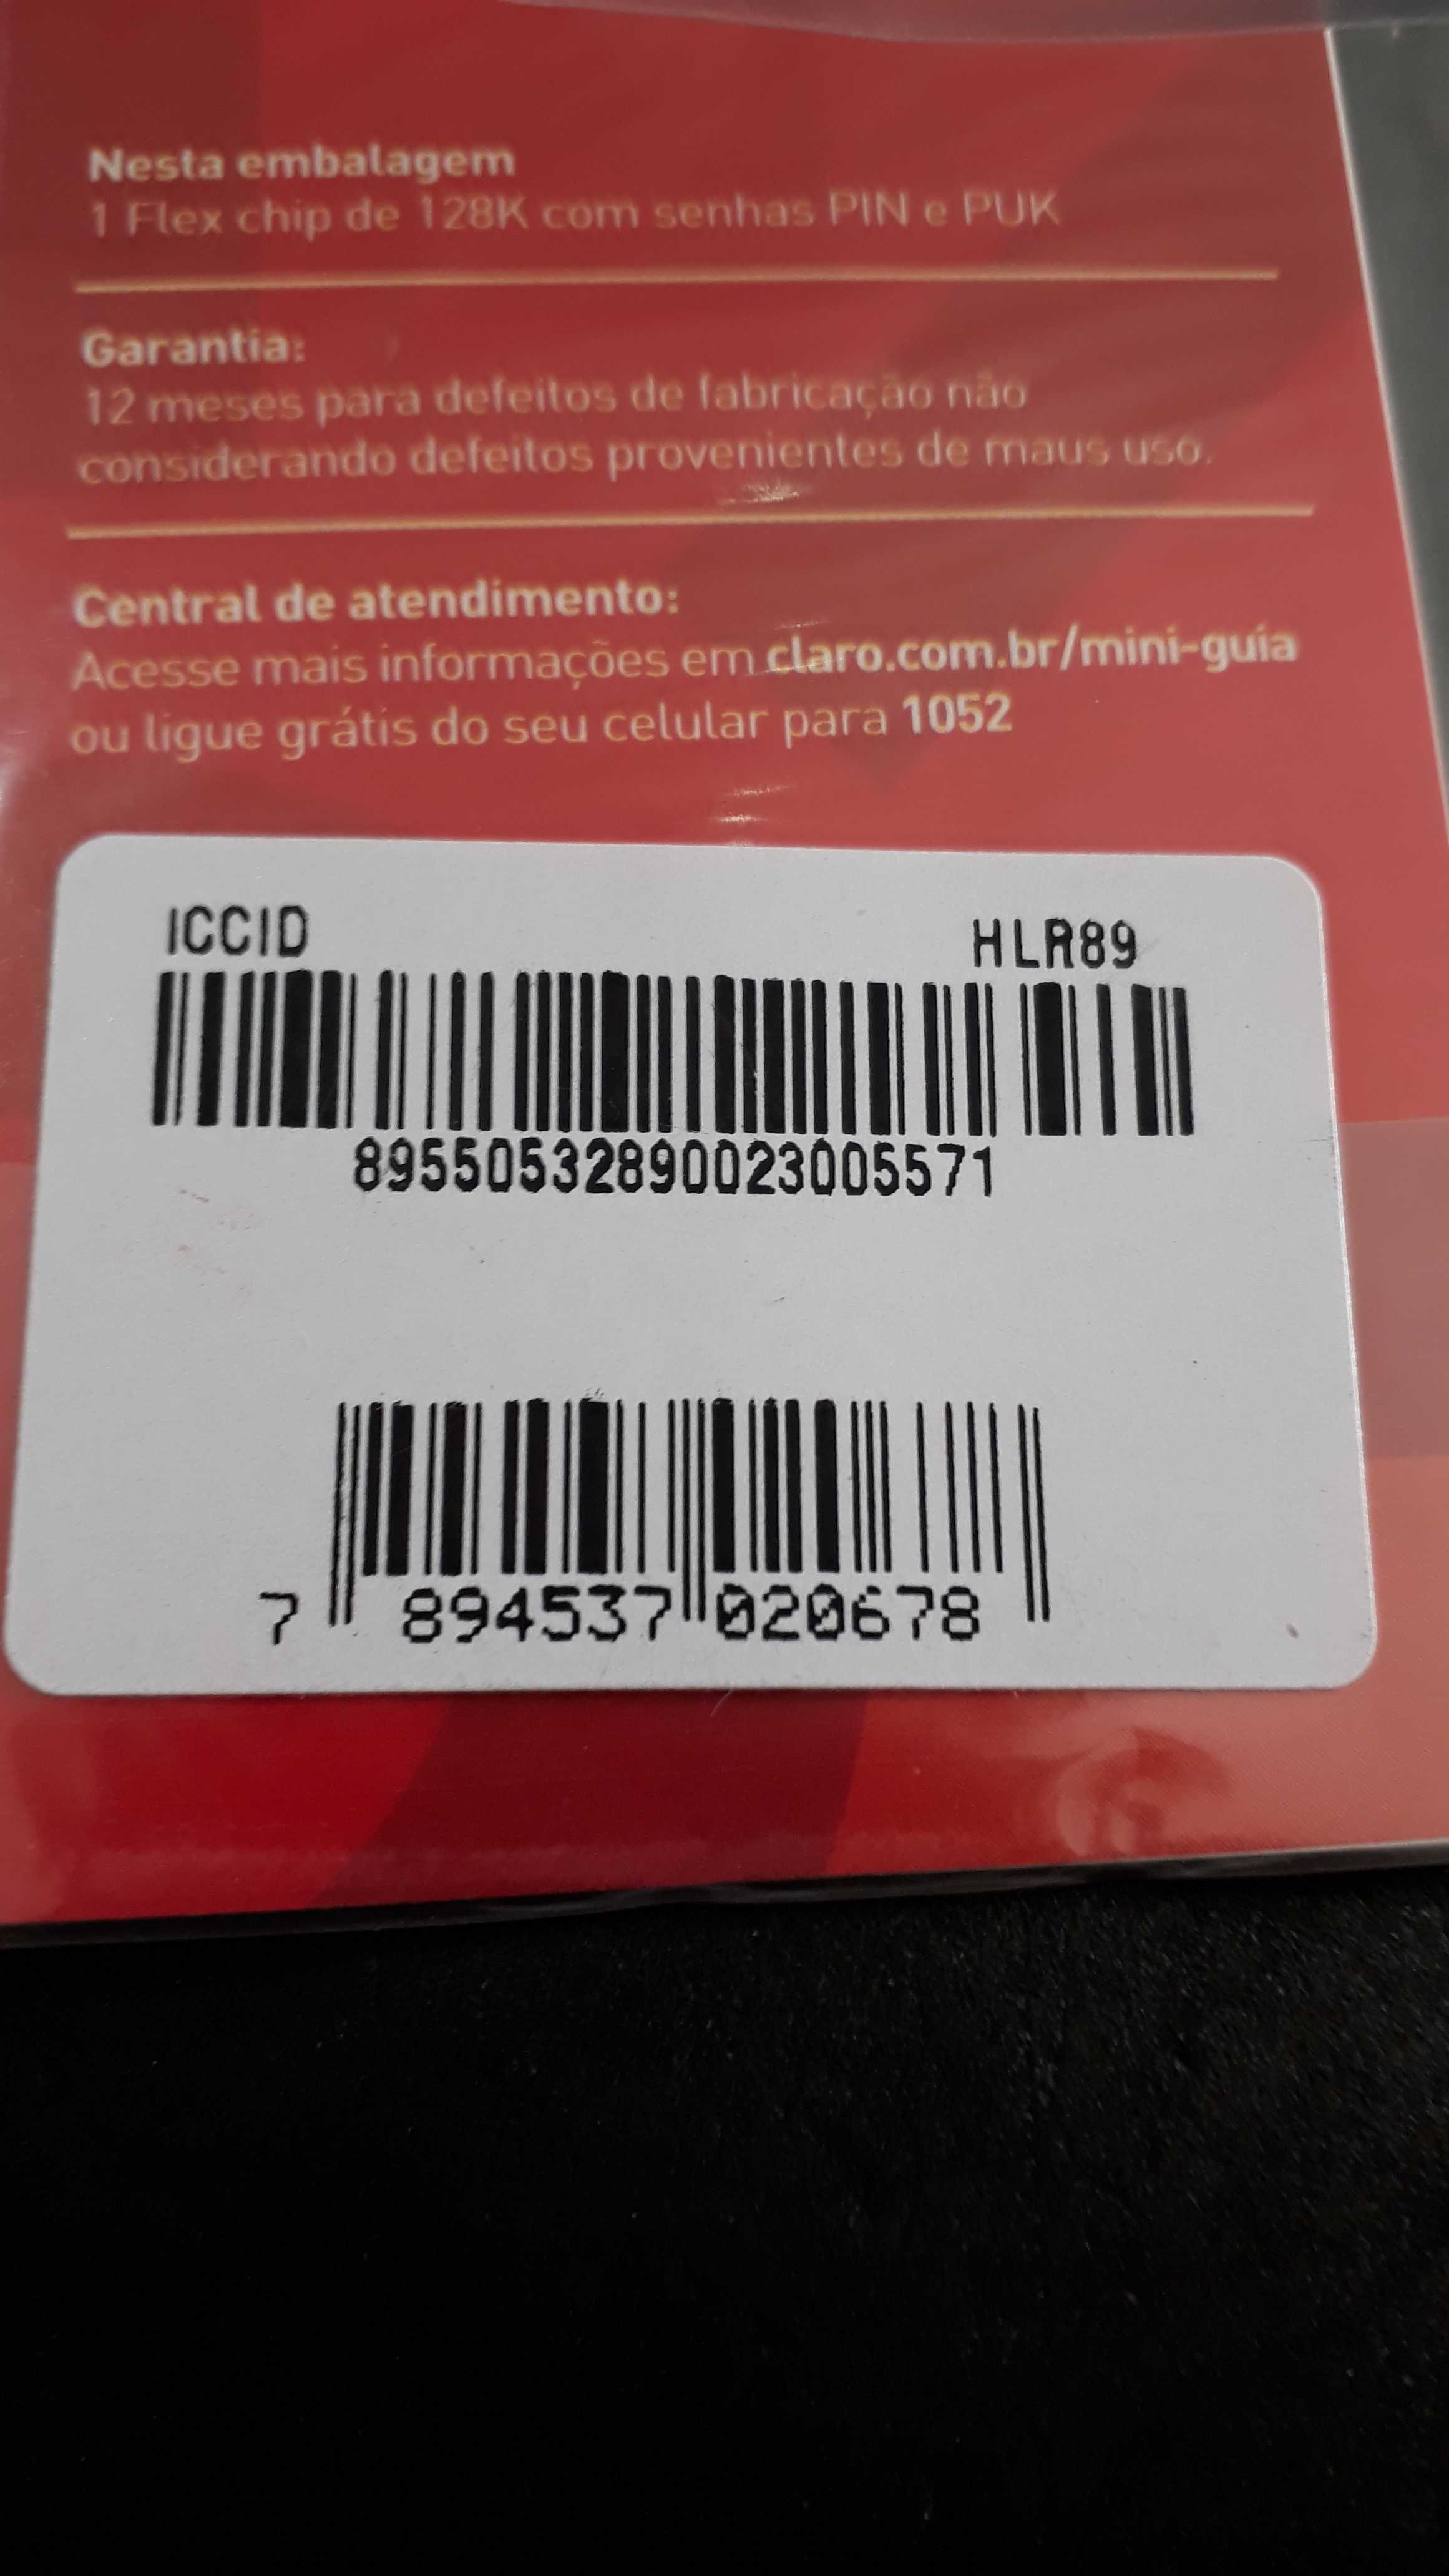 Nesta embalagem
1 Flex chip de 128K com senhas PIN e PUK
Garantia:
12 meses para defeitos de fabricação não
considerando defeitos provenientes de maus uso.
Central de atendimento:
Acesse mais informações em claro.com.br/mini-guia
ou ligue grátis do seu celular para 1052
ICCID HLR89
89550532890023005571
7 894537 020678